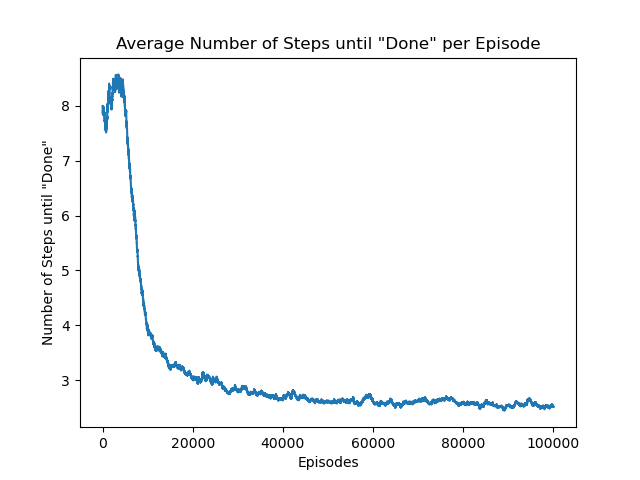 Average Number of Steps until "Done" per Episode
Number of Steps until "Done"
8
7
6
5
4
3
0 20000 40000 60000 80000 100000
Episodes